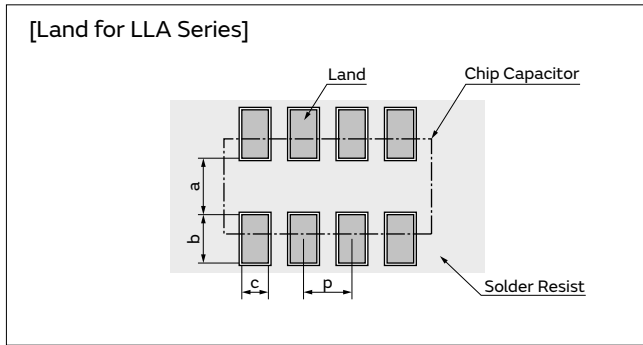 [Land for LLA Series]
Land
Chip Capacitor
a
b
c
p
Solder Resist